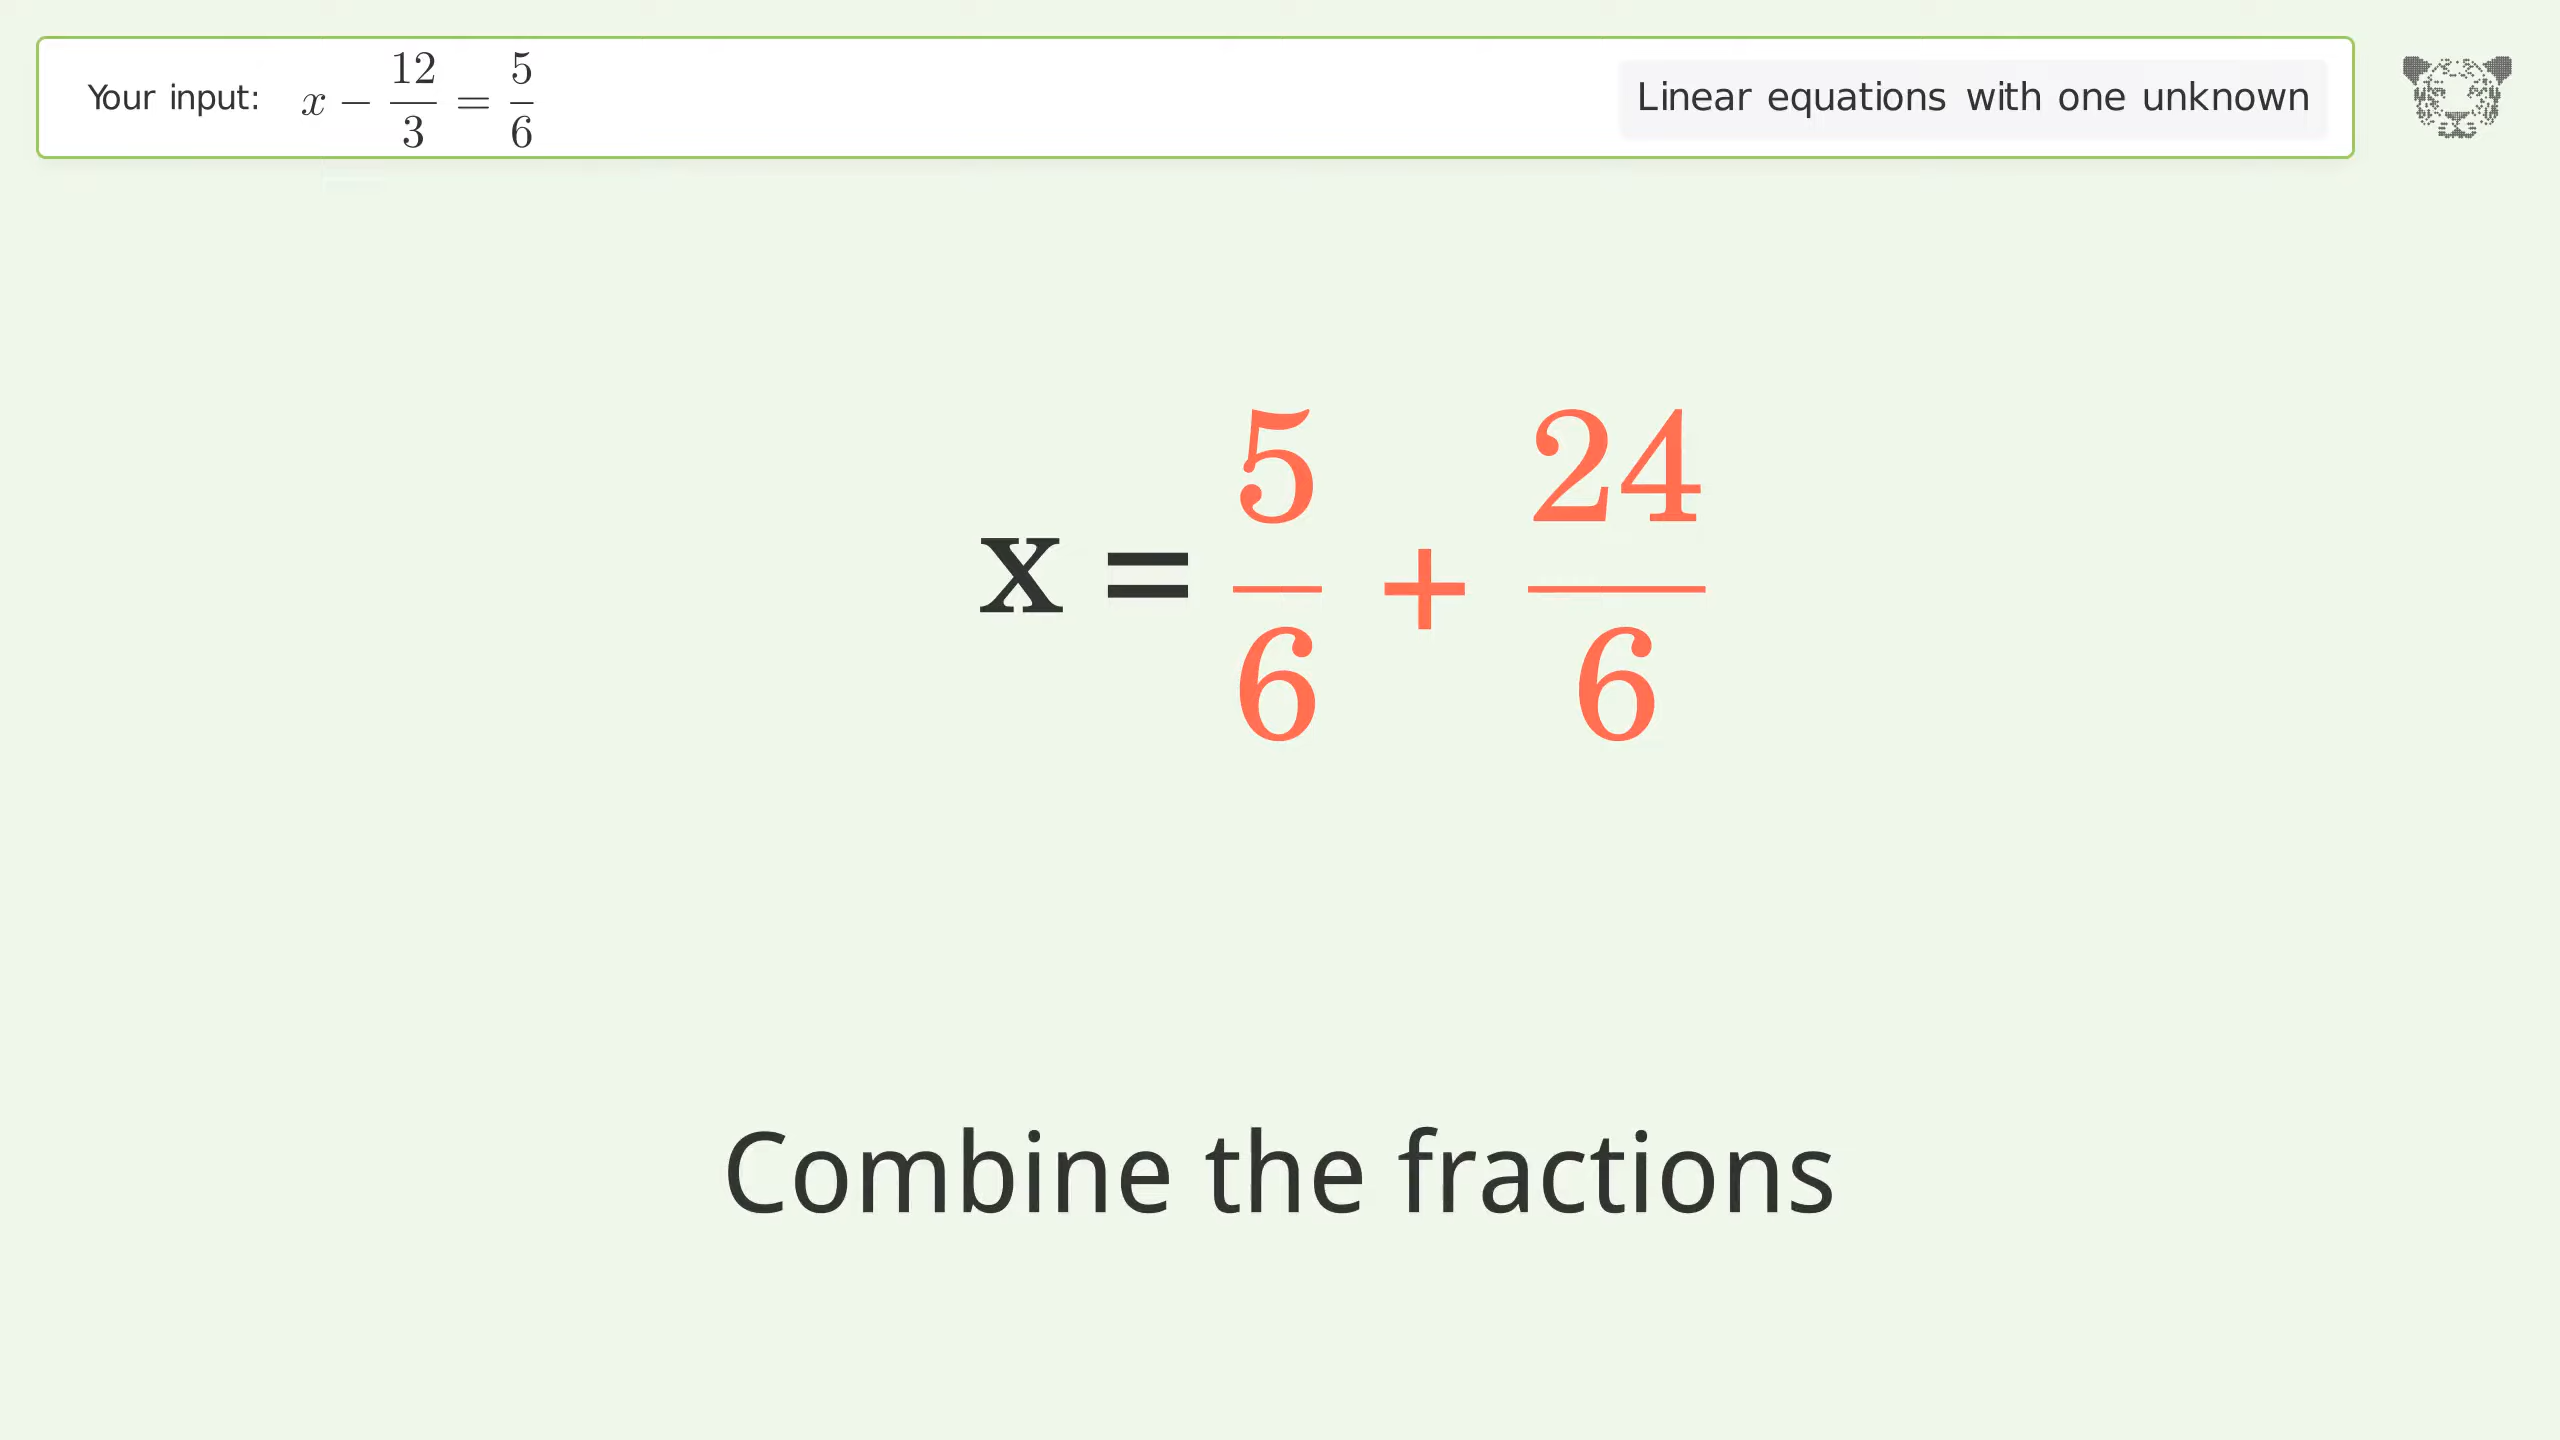 Your input: x − 12/3 = 5/6
Linear equations with one unknown
x = 5/6 + 24/6
Combine the fractions